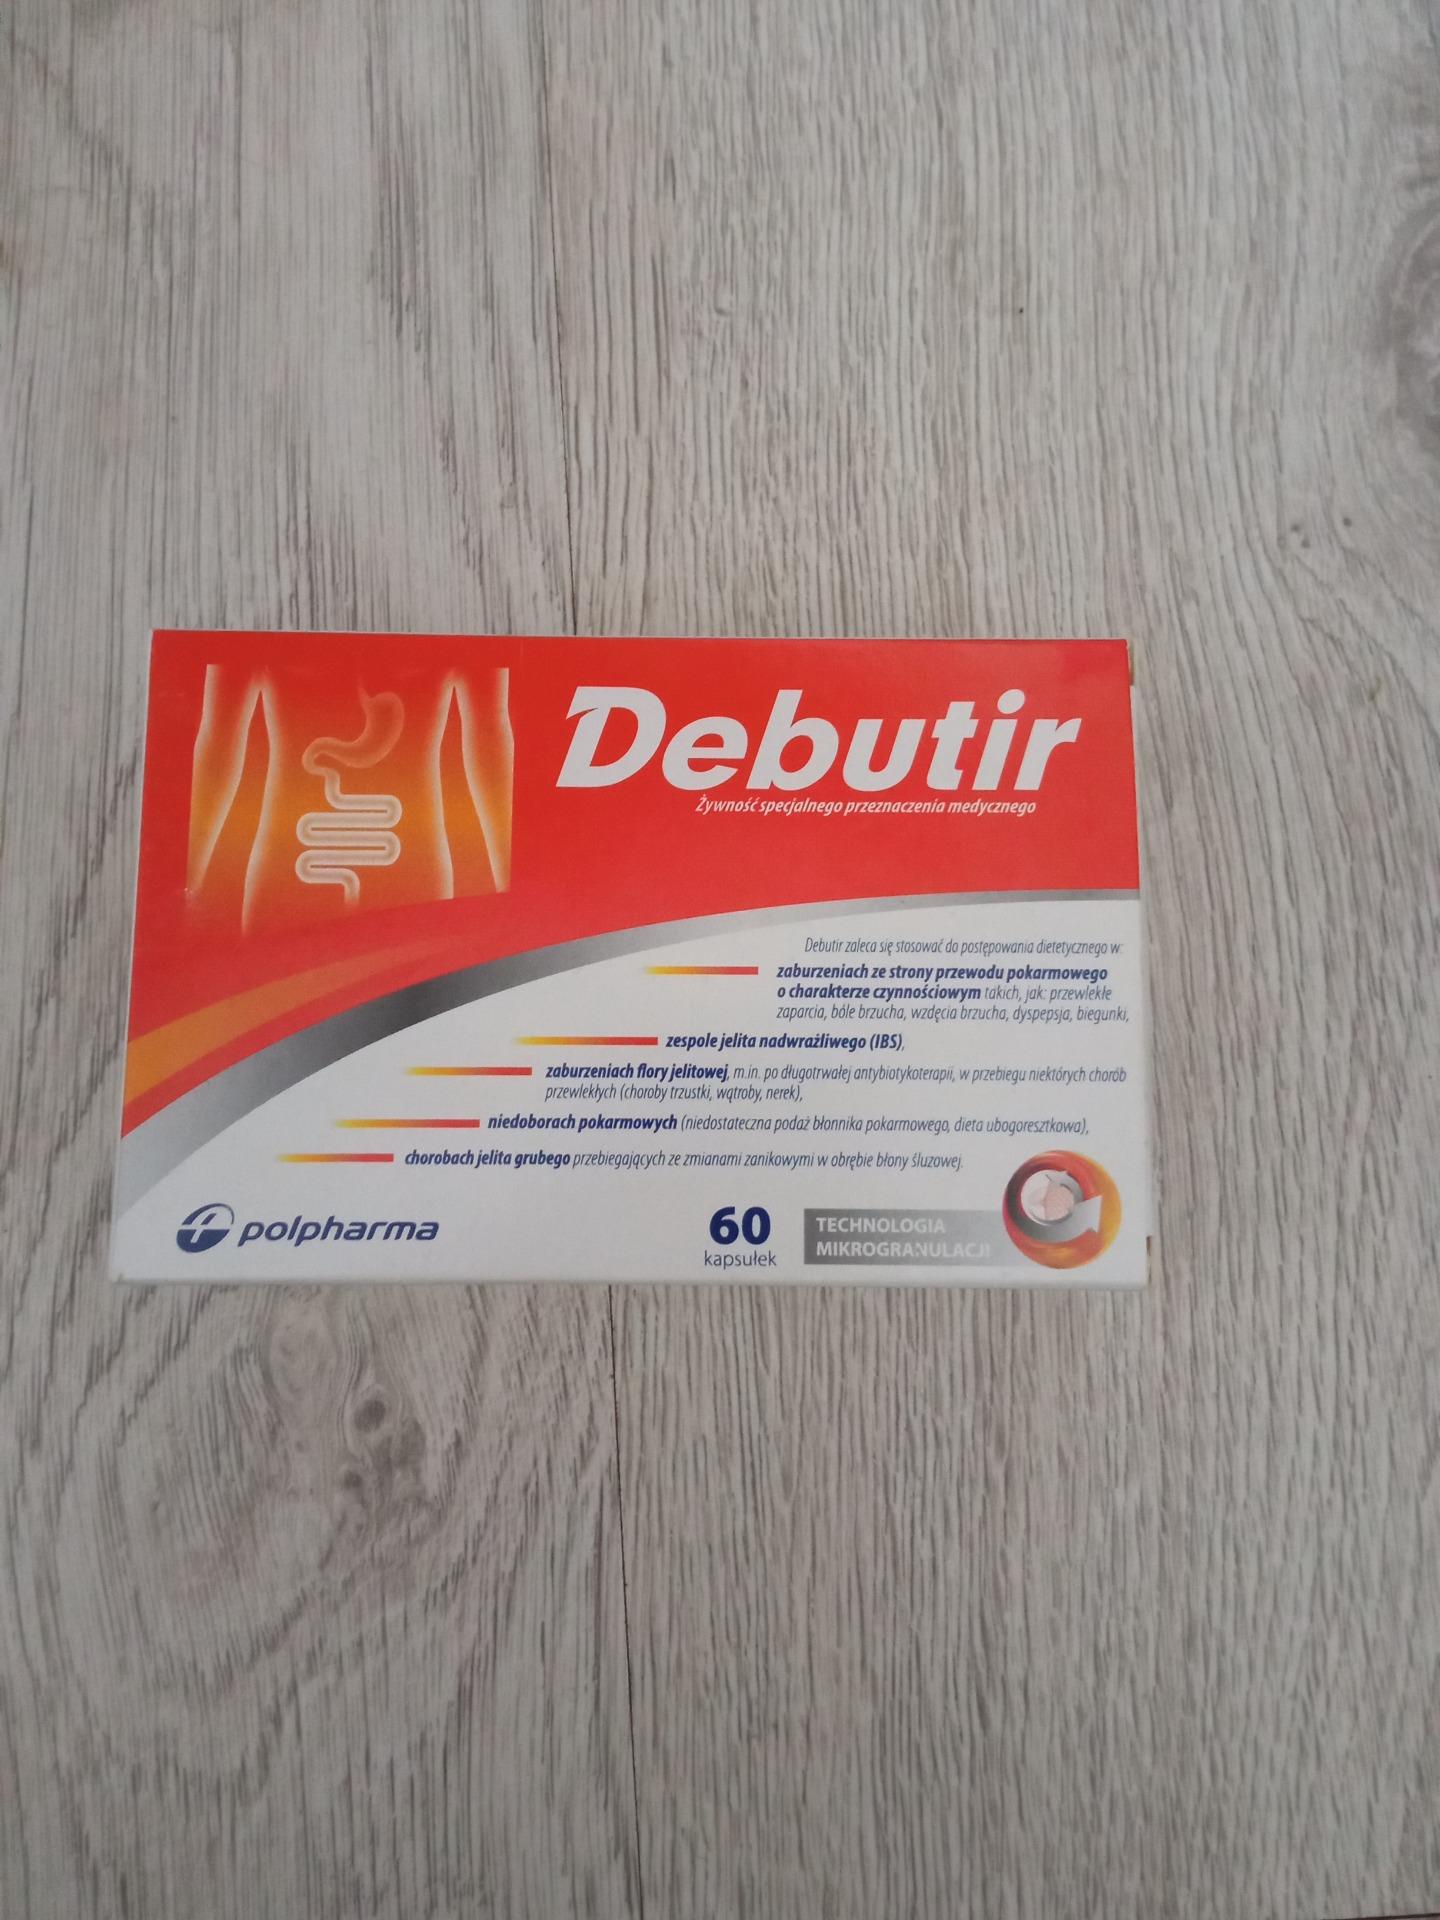 Debutir
Żywność specjalnego przeznaczenia medycznego
Debutir zaleca się stosować do postępowania dietetycznego w:
zaburzeniach ze strony przewodu pokarmowego
o charakterze czynnościowym takich, jak: przewlekłe
zaparcia, bóle brzucha, wzdęcia brzucha, dyspepsja, biegunki,
zespole jelita nadwrażliwego (IBS),
zaburzeniach flory jelitowej, m.in. po długotrwałej antybiotykoterapii, w przebiegu niektórych chorób
przewlekłych (choroby trzustki, wątroby, nerek),
niedoborach pokarmowych (niedostateczna podaż błonnika pokarmowego, dieta ubogoresztkowa),
chorobach jelita grubego przebiegających ze zmianami zanikowymi w obrębie błony śluzowej.
polpharma
60
kapsułek
TECHNOLOGIA
MIKROGRANULACJI